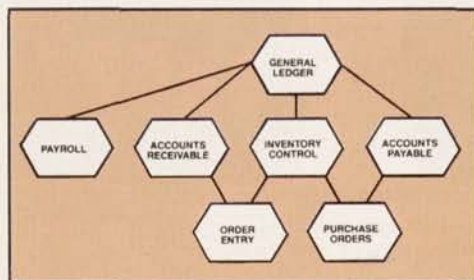 GENERAL
LEDGER
PAYROLL
ACCOUNTS
RECEIVABLE
INVENTORY
CONTROL
ACCOUNTS
PAYABLE
ORDER
ENTRY
PURCHASE
ORDERS